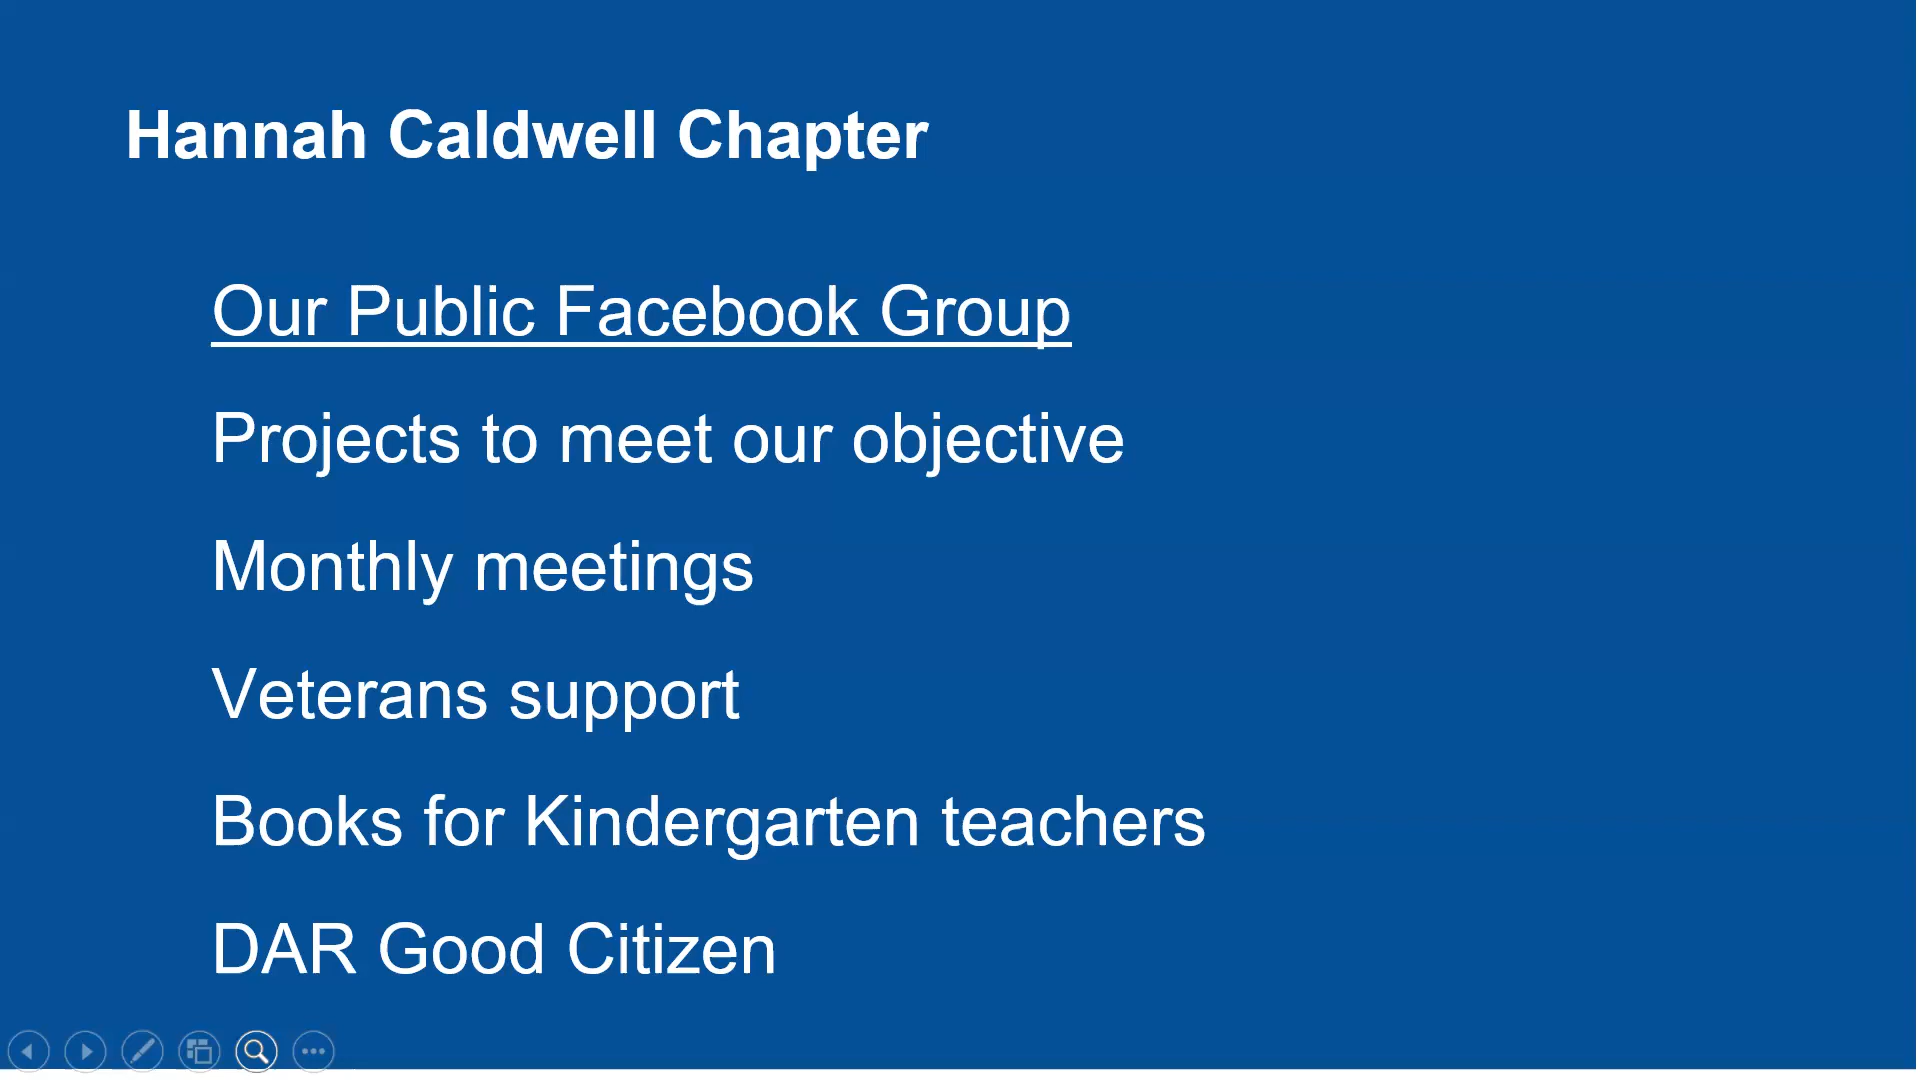 Hannah Caldwell Chapter
Our Public Facebook Group
Projects to meet our objective
Monthly meetings
Veterans support
Books for Kindergarten teachers
DAR Good Citizen